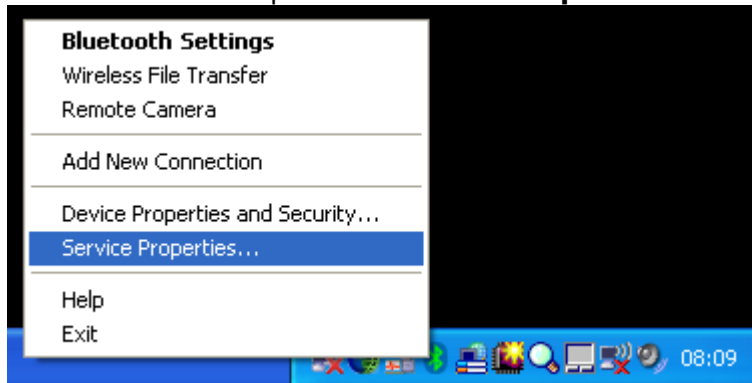 Bluetooth Settings
Wireless File Transfer
Remote Camera
Add New Connection
Device Properties and Security...
Service Properties...
Help
Exit
08:09